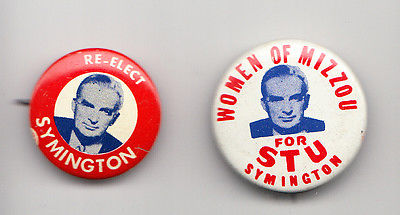 RE-ELECT
SYMINGTON
WOMEN OF MIZZOU
FOR
STU
SYMINGTON